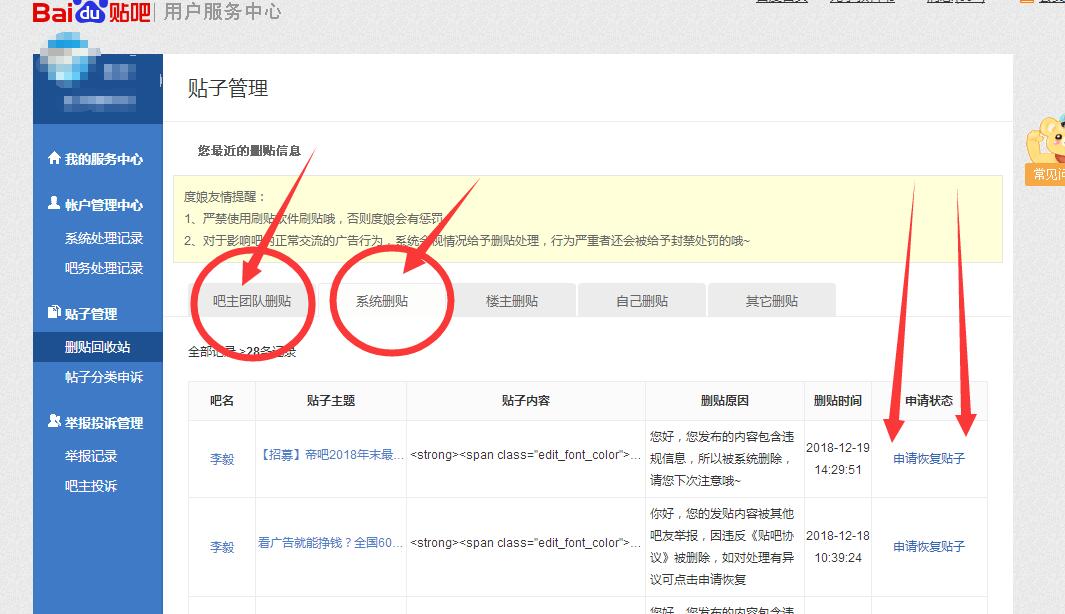 Bai du 贴吧 用户服务中心
贴子管理
我的服务中心
帐户管理中心
系统处理记录
吧务处理记录
贴子管理
删贴回收站
帖子分类申诉
举报投诉管理
举报记录
吧主投诉
您最近的删贴信息
度娘友情提醒：
1、严禁使用刷贴软件刷贴哦，否则度娘会有惩罚
2、对于影响吧的正常交流的广告行为，系统会视情况给予删贴处理，行为严重者还会被给予封禁处罚的哦~
吧主团队删贴 系统删贴 楼主删贴 自己删贴 其它删贴
全部记录>28条记录
吧名 贴子主题 贴子内容 删贴原因 删贴时间 申请状态
李毅 【招募】帝吧2018年末最... <strong><span class="edit_font_color">... 您好，您发布的内容包含违
规信息，所以被系统删除，
请您下次注意哦~
2018-12-19
14:29:51
申请恢复贴子
李毅 看广告就能挣钱？全国60... <strong><span class="edit_font_color">... 你好，您的发贴内容被其他
吧友举报，因违反《贴吧协
议》被删除，如对处理有异
议可点击申请恢复
2018-12-18
10:39:24
申请恢复贴子
您好，您发布的内容包含违
常见问